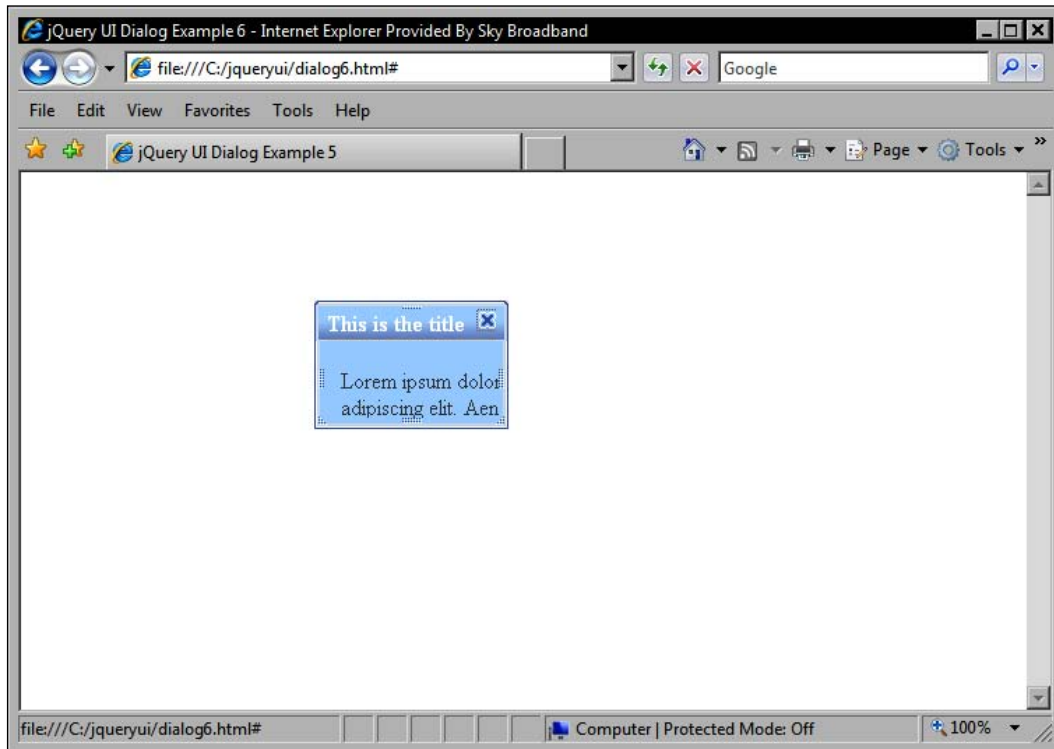 jQuery UI Dialog Example 6 - Internet Explorer Provided By Sky Broadband
file:///C:/jqueryui/dialog6.html#
Google
File Edit View Favorites Tools Help
jQuery UI Dialog Example 5
Page Tools
This is the title
Lorem ipsum dolor
adipiscing elit. Aen
file:///C:/jqueryui/dialog6.html#
Computer | Protected Mode: Off
100%